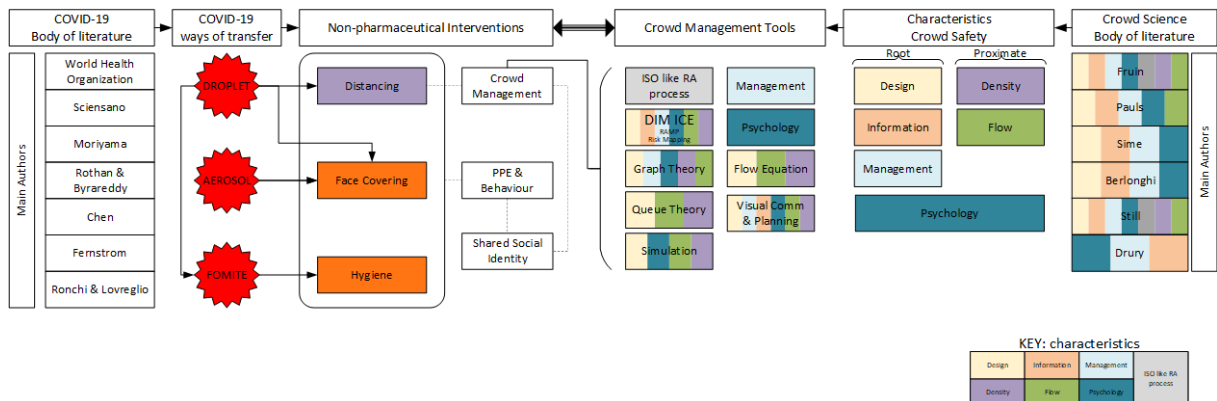 COVID-19
Body of literature
COVID-19
ways of transfer
Non-pharmaceutical Interventions
Crowd Management Tools
Characteristics
Crowd Safety
Crowd Science
Body of literature
Main Authors
World Health
Organization
Sciensano
Moriyama
Rothan &
Byrareddy
Chen
Fernstrom
Ronchi & Lovreglio
DROPLET
AEROSOL
FOMITE
Distancing
Face Covering
Hygiene
Crowd
Management
PPE &
Behaviour
Shared Social
Identity
ISO like RA
process
DIM ICE
RAMP
Risk Mapping
Graph Theory
Queue Theory
Simulation
Management
Psychology
Flow Equation
Visual Comm
& Planning
Root
Proximate
Design
Density
Information
Flow
Management
Psychology
Fruin
Pauls
Sime
Berlonghi
Still
Drury
Main Authors
KEY: characteristics
Design
Information
Management
ISO like RA
process
Density
Flow
Psychology